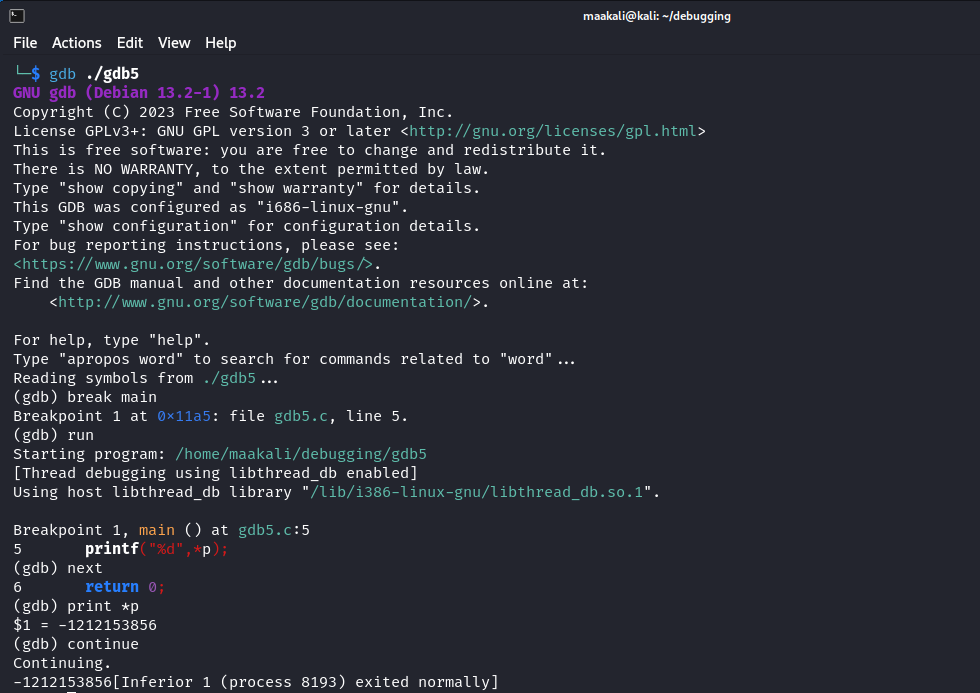 maakali@kali: ~/debugging
File Actions Edit View Help
└─$ gdb ./gdb5
GNU gdb (Debian 13.2-1) 13.2
Copyright (C) 2023 Free Software Foundation, Inc.
License GPLv3+: GNU GPL version 3 or later <http://gnu.org/licenses/gpl.html>
This is free software: you are free to change and redistribute it.
There is NO WARRANTY, to the extent permitted by law.
Type "show copying" and "show warranty" for details.
This GDB was configured as "i686-linux-gnu".
Type "show configuration" for configuration details.
For bug reporting instructions, please see:
<https://www.gnu.org/software/gdb/bugs/>.
Find the GDB manual and other documentation resources online at:
    <http://www.gnu.org/software/gdb/documentation/>.
For help, type "help".
Type "apropos word" to search for commands related to "word"...
Reading symbols from ./gdb5...
(gdb) break main
Breakpoint 1 at 0x11a5: file gdb5.c, line 5.
(gdb) run
Starting program: /home/maakali/debugging/gdb5
[Thread debugging using libthread_db enabled]
Using host libthread_db library "/lib/i386-linux-gnu/libthread_db.so.1".
Breakpoint 1, main () at gdb5.c:5
5       printf("%d",*p);
(gdb) next
6       return 0;
(gdb) print *p
$1 = -1212153856
(gdb) continue
Continuing.
-1212153856[Inferior 1 (process 8193) exited normally]